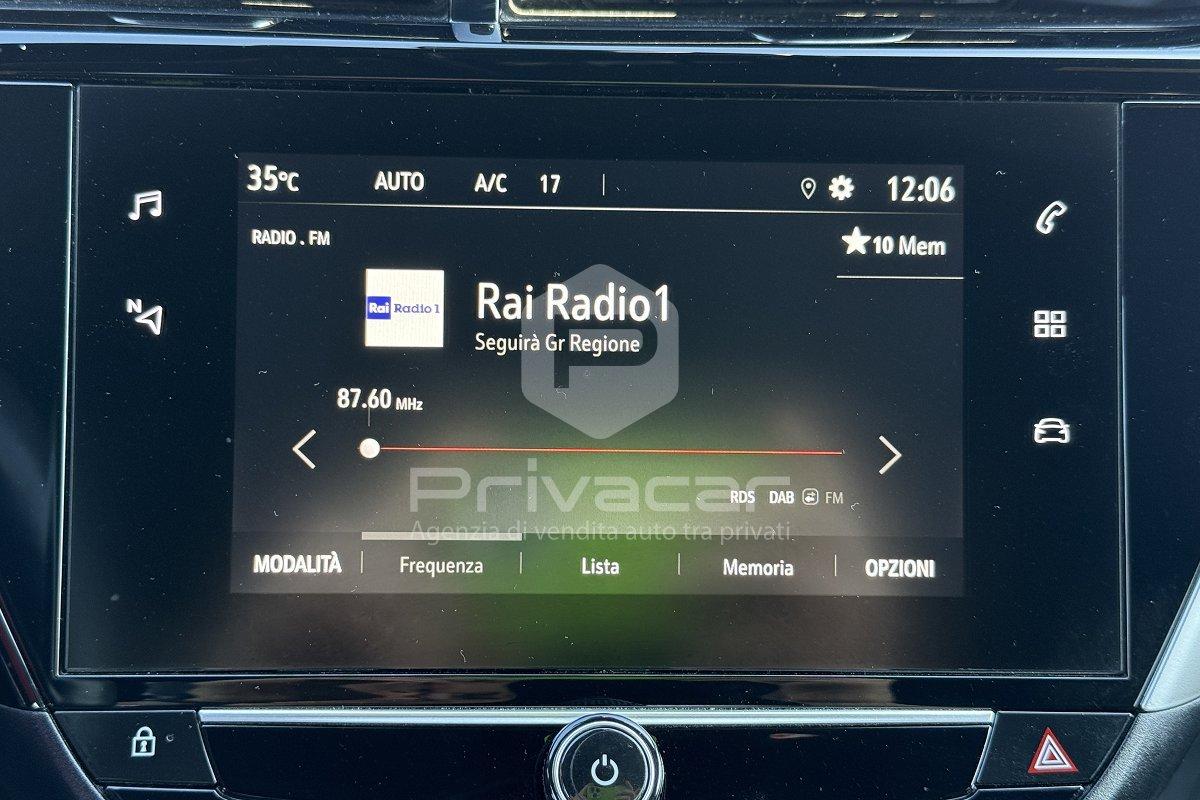 35°C AUTO A/C 17 12:06
RADIO . FM
★10 Mem
Rai Radio 1
Rai Radio1
Seguirà Gr Regione
87.60 MHz
N
RDS DAB FM
Privacar
Agenzia di vendita auto tra privati
MODALITÀ Frequenza Lista Memoria OPZIONI